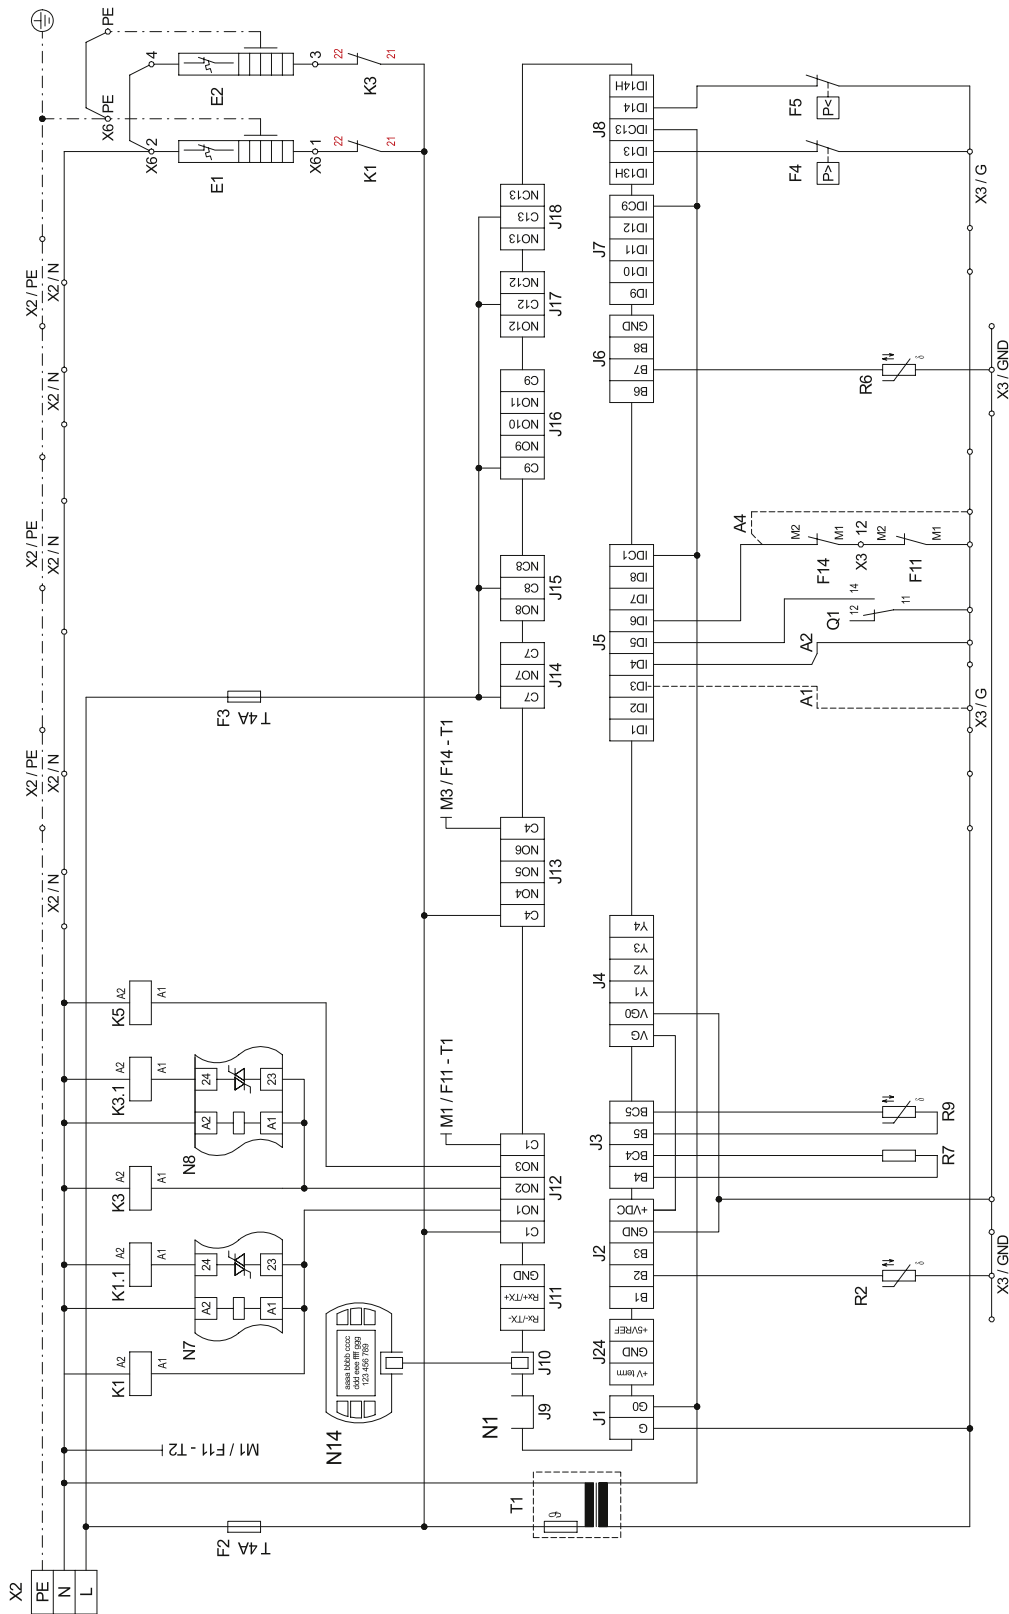 X2
PE
N
L
F2
T 4A
M1 / F11 - T2
K1
A2
A1
N7
A2
A1
24
23
K1.1
A2
A1
K3
A2
A1
N8
A2
A1
24
23
K3.1
A2
A1
K5
A2
A1
X2 / N
X2 / N
X2 / PE
F3
T 4A
X2 / N
X2 / PE
X2 / N
X2 / N
X2 / PE
X6
2
PE
4
PE
E1
E2
X6
1
3
22
21
K1
22
21
K3
T1
ϑ
N14
aaaa bbbb cccc
ddd eee ffff ggg
123 456 789
N1
J9
J10
J11
Rx-/TX-
Rx+/TX+
GND
J12
C1
NO1
NO2
NO3
C1
M1 / F11 - T1
J13
C4
NO4
NO5
NO6
C4
M3 / F14 - T1
J14
C7
NO7
C7
J15
NO8
C8
NC8
J16
C9
NO9
NO10
NO11
C9
J17
NO12
C12
NC12
J18
NO13
C13
NC13
J1
G
G0
J24
+V term
GND
+5VREF
J2
B1
B2
B3
GND
+VDC
J3
B4
BC4
B5
BC5
J4
VG
VG0
Y1
Y2
Y3
Y4
J5
ID1
ID2
ID3
ID4
ID5
ID6
ID7
ID8
IDC1
J6
B6
B7
B8
GND
J7
ID9
ID10
ID11
ID12
IDC9
J8
ID13H
ID13
IDC13
ID14
ID14H
R2
R7
R9
A1
A2
Q1
12
14
11
A4
F14
M2
M1
X3
12
F11
M2
M1
R6
F4
P>
F5
P<
X3 / G
X3 / G
X3 / GND
X3 / GND